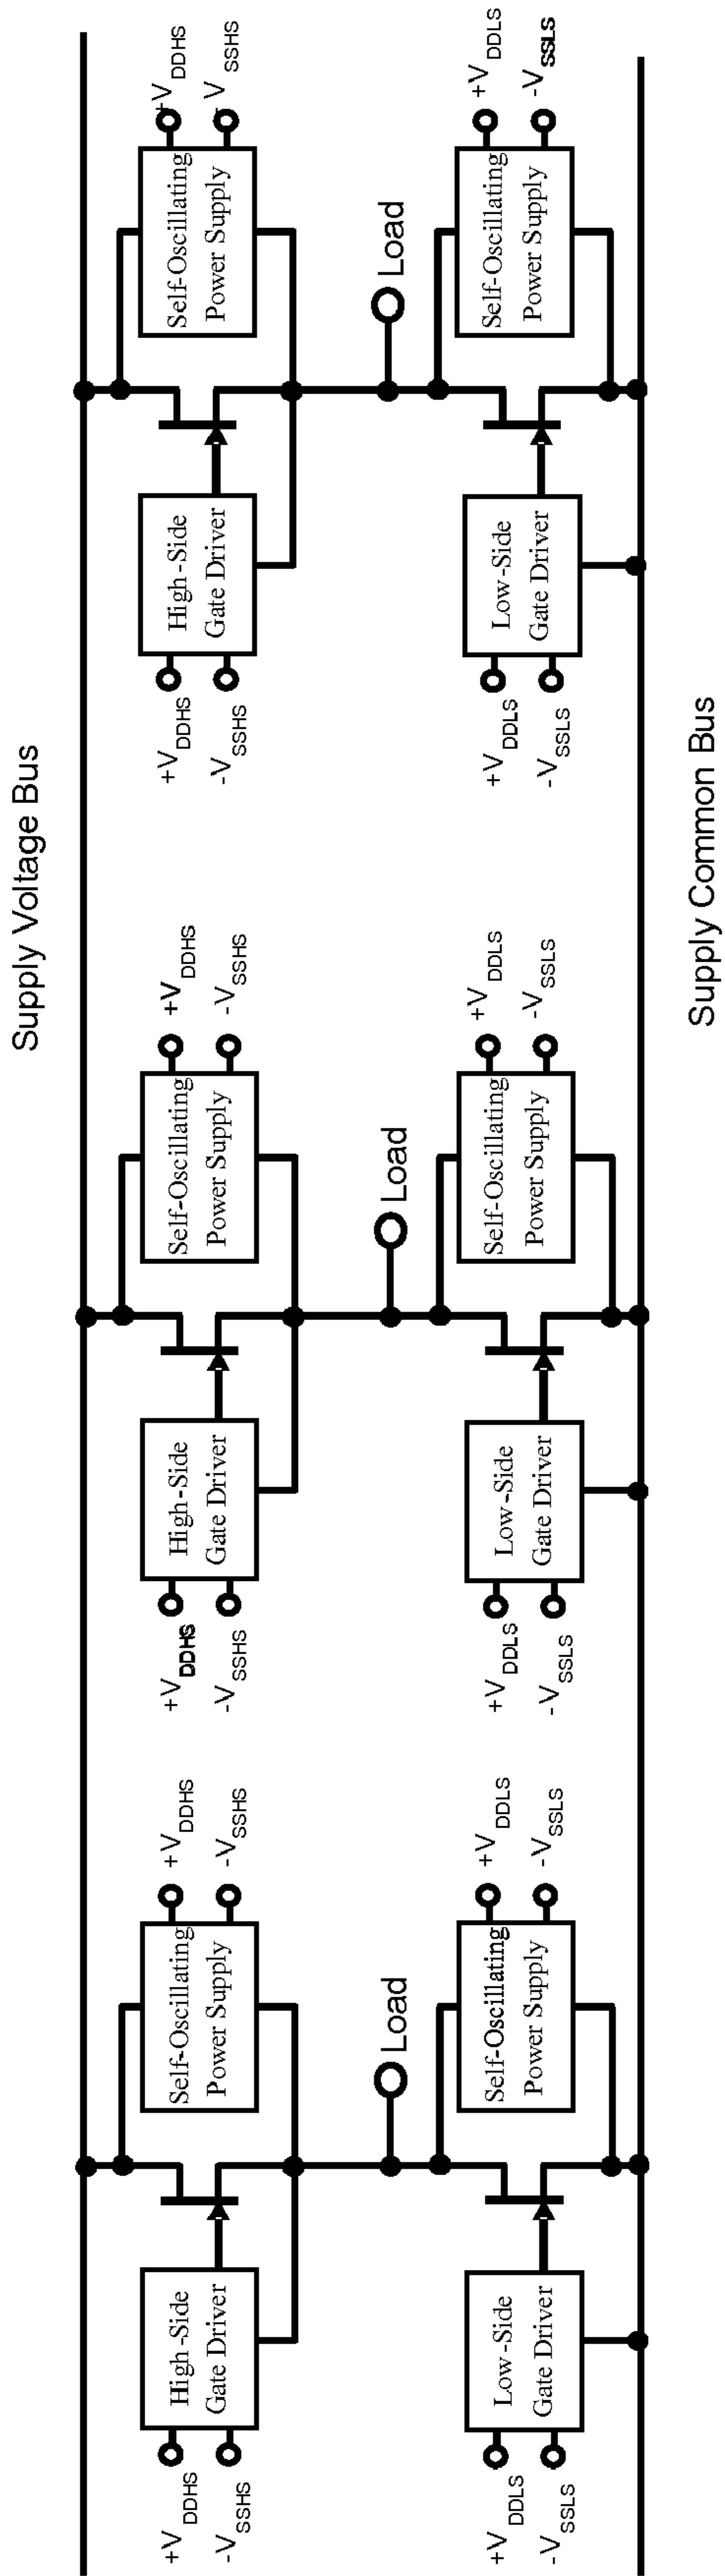 Supply Voltage Bus
+VDDHS
-VSSHS
High-Side
Gate Driver
Self-Oscillating
Power Supply
+VDDHS
-VSSHS
+VDDHS
-VSSHS
High-Side
Gate Driver
Self-Oscillating
Power Supply
+VDDHS
-VSSHS
+VDDHS
-VSSHS
High-Side
Gate Driver
Self-Oscillating
Power Supply
+VDDHS
-VSSHS
Load
Load
Load
+VDDLS
-VSSLS
Low-Side
Gate Driver
Self-Oscillating
Power Supply
+VDDLS
-VSSLS
+VDDLS
-VSSLS
Low-Side
Gate Driver
Self-Oscillating
Power Supply
+VDDLS
-VSSLS
+VDDLS
-VSSLS
Low-Side
Gate Driver
Self-Oscillating
Power Supply
+VDDLS
-VSSLS
Supply Common Bus